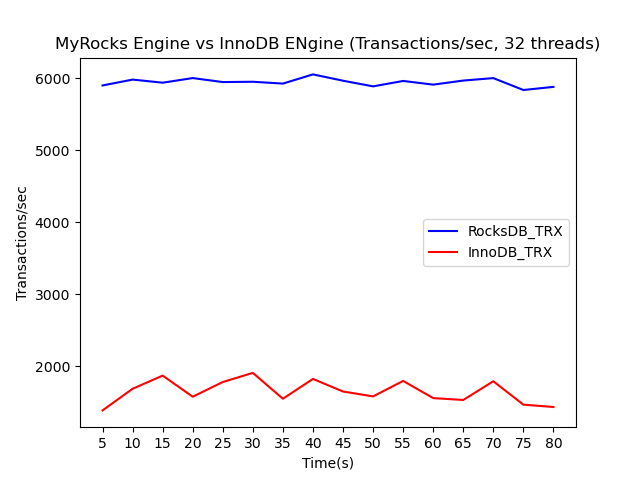 MyRocks Engine vs InnoDB ENgine (Transactions/sec, 32 threads)
6000
5000
4000
3000
2000
Transactions/sec
RocksDB_TRX
InnoDB_TRX
5 10 15 20 25 30 35 40 45 50 55 60 65 70 75 80
Time(s)